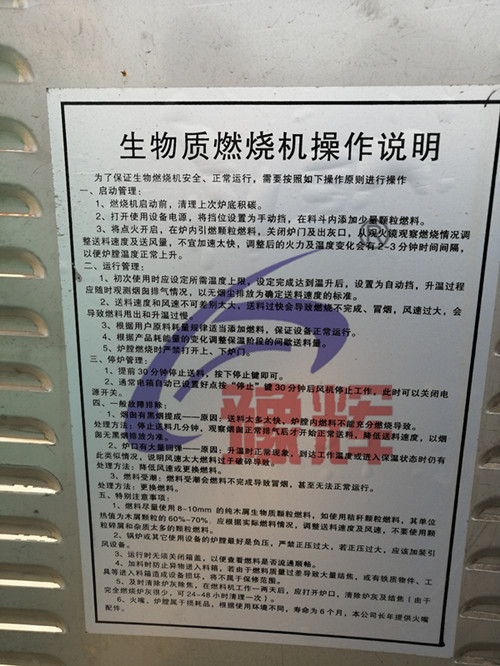 生物质燃烧机操作说明
为了保证生物燃烧机安全、正常运行，需要按照如下操作原则进行操作
一、启动管理：
1、燃烧机启动前，清理上次炉底积碳。
2、打开使用设备电源，将挡位设置为手动挡，在料斗内添加少量颗粒燃料。
3、将点火开启，在炉内引燃颗粒燃料，关闭炉门及出灰口，从观火镜观察燃烧情况调
整送料速度及送风量，不宜加速太快，调整后的火力及温度变化会有2-3分钟时间间隔，
以便炉膛温度正常上升。
二、运行管理：
1、初次使用时应设定所需温度上限，设定完成达到温升后，设置为自动挡，升温过程
应随时观测烟囱排气情况，以无烟尘排放为确定送料速度的标准。
2、送料速度和风速不可差别太大，送料过快会导致燃烧不完成、冒烟，风速过大，会
导致燃料甩出和升温过慢。
3、根据用户原料耗量规律适当添加燃料，保证设备正常运行。
4、根据产品耗能量的变化调整保温阶段的间歇送料量。
5、炉膛燃烧时严禁打开上、下炉门。
三、停炉管理：
1、提前30分钟停止送料，按下停止键即可。
2、通常电箱自动已设置好点按“停止”键30分钟后风机停止工作，此时可以关闭电
源开关。
四、一般故障排除：
1、烟囱有黑烟提成——原因：送料太多太快，炉膛内燃料不能充分燃烧导致。
处理方法：停止送料几分钟，观察烟囱正常排气后才开始正常送料，降低送料速度，以烟
囱无黑烟排放为准。
2、炉口有大量明弹——原因：升温时正常现象，到达工作温度或进入保温状态时仍有
此类似情况，说明风速太大燃料过于破碎导致。
处理方法：降低风速或更换燃料。
3、燃料受潮：燃料受潮会燃料不完成导致冒烟，甚至无法正常运行。
处理方法：更换燃料。
五、特别注意事项：
1、燃料尽量使用8-10mm的纯木屑生物质颗粒燃料，如使用秸秆颗粒燃料，其单位
热值为木屑颗粒的60%-70%，应根据实际燃料情况，调整送料速度及风速，不要使用颗
粒碎屑和杂质太多的颗粒燃料。
2、锅炉或其它使用设备的炉膛最好是负压，严禁正压过大，若正压过大，应该加装引
风设备。
3、运行时无须关闭箱盖，以便查看燃料是否流通顺畅。
4、加料时防止异物进入料箱，若由于燃料质量过差导致大量结焦，或有铁质物件、工
具等进入料箱造成设备损坏，将不属于保修范围。
5、及时清除炉灰除焦，在燃料机工作一两天后，应打开炉口，清除炉灰及结焦（由于
完全燃烧炉灰很少，可24-48小时清理一次）。
6、火嘴、炉膛属于损耗品，根据使用环境不同，寿命为6个月，本公司长年提供火嘴
配件。
稳辉